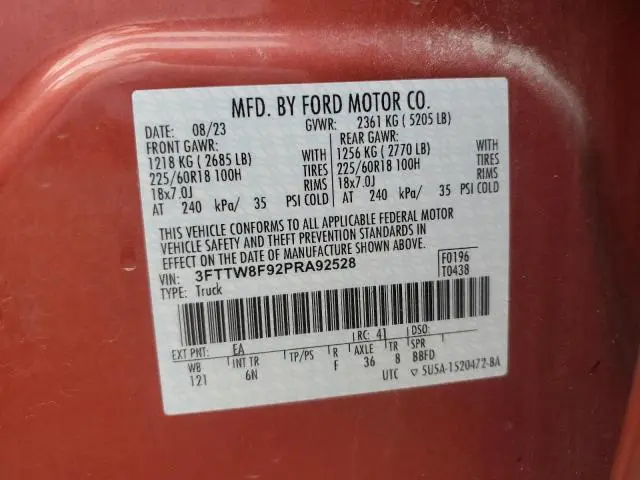 MFD. BY FORD MOTOR CO.
DATE: 08/23 GVWR: 2361 KG ( 5205 LB)
FRONT GAWR: REAR GAWR:
1218 KG ( 2685 LB) WITH 1256 KG ( 2770 LB) WITH
225/60R18 100H TIRES 225/60R18 100H TIRES
18x7.0J RIMS 18x7.0J RIMS
AT 240 kPa/ 35 PSI COLD AT 240 kPa/ 35 PSI COLD
THIS VEHICLE CONFORMS TO ALL APPLICABLE FEDERAL MOTOR
VEHICLE SAFETY AND THEFT PREVENTION STANDARDS IN
EFFECT ON THE DATE OF MANUFACTURE SHOWN ABOVE.
VIN: 3FTTW8F92PRA92528 F0196
TYPE: Truck T0438
EXT PNT: EA RC: 41 DSO:
WB INT TR TP/PS R AXLE TR SPR
121 6N F 36 8 BBFD
UTC ▽ 5U5A-1520472-BA